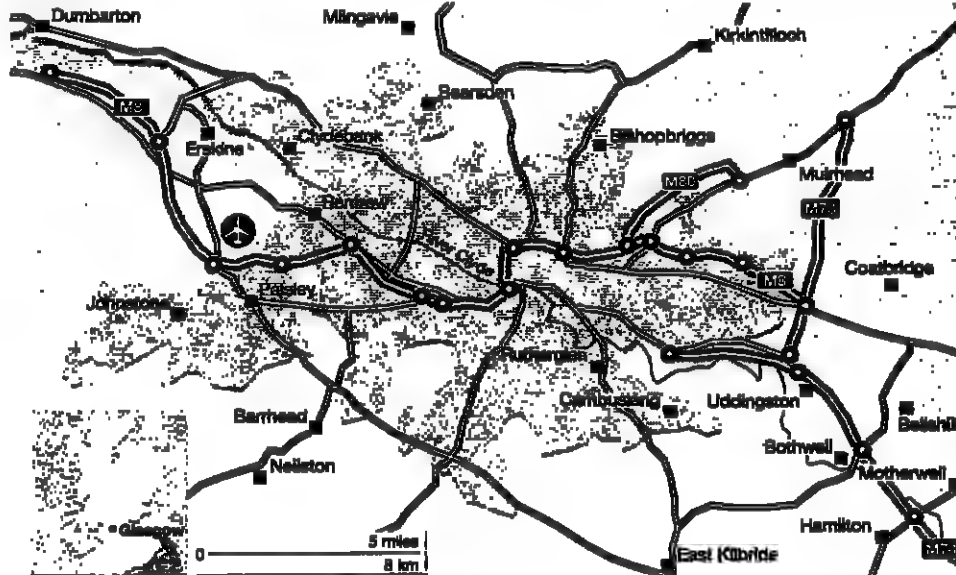 Dumbarton
Milngavie
Kirkintilloch
Bearsden
M8
Erskine
Clydebank
Bishopbriggs
Muirhead
M80
Renfrew
M73
River Clyde
Coatbridge
M8
Johnstone
Paisley
Rutherglen
Cambuslang
Uddingston
Barrhead
Bellshill
Bothwell
Neilston
Motherwell
Glasgow
Hamilton
5 miles
0
8 km
East Kilbride